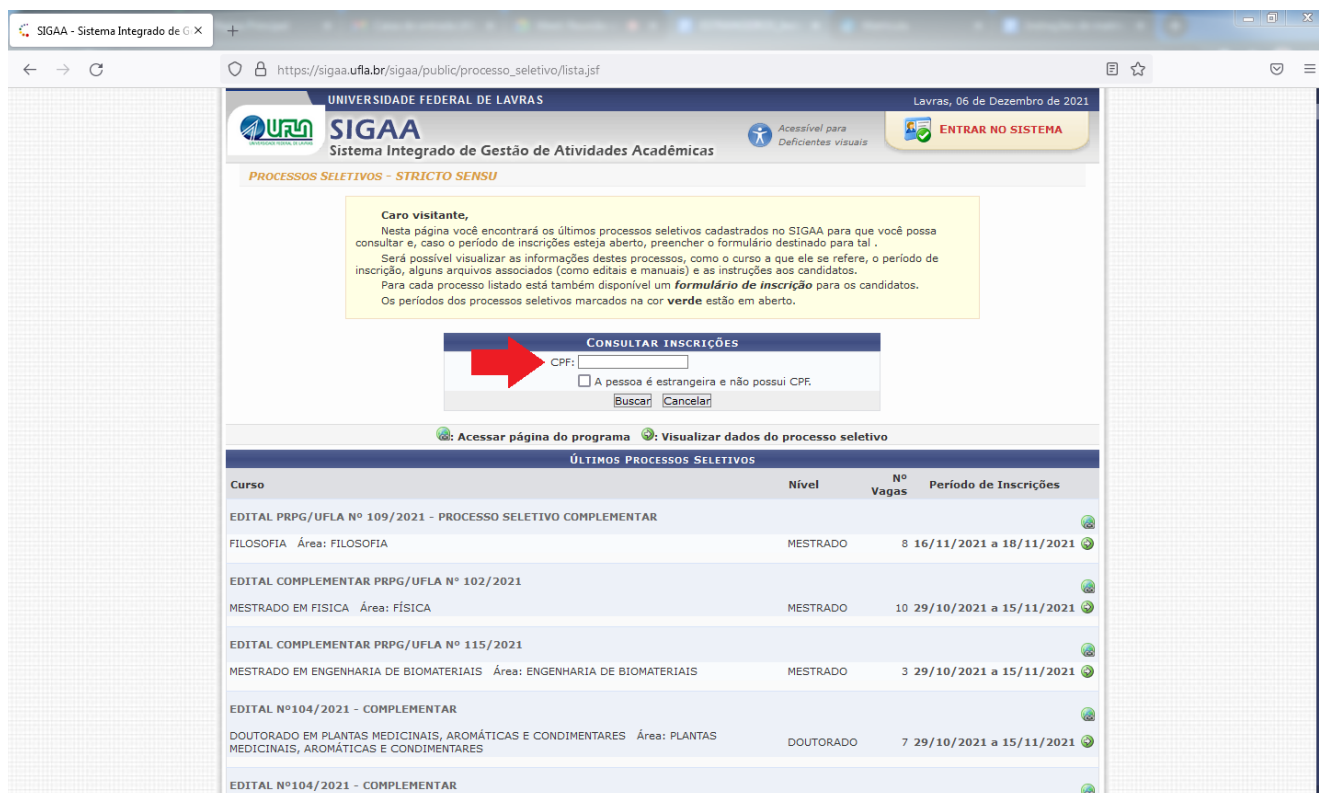 SIGAA - Sistema Integrado de G
https://sigaa.ufla.br/sigaa/public/processo_seletivo/lista.jsf
UNIVERSIDADE FEDERAL DE LAVRAS
Lavras, 06 de Dezembro de 2021
UFLA
SIGAA
Sistema Integrado de Gestão de Atividades Acadêmicas
Acessível para
Deficientes visuais
ENTRAR NO SISTEMA
PROCESSOS SELETIVOS - STRICTO SENSU
Caro visitante,
Nesta página você encontrará os últimos processos seletivos cadastrados no SIGAA para que você possa
consultar e, caso o período de inscrições esteja aberto, preencher o formulário destinado para tal .
Será possível visualizar as informações destes processos, como o curso a que ele se refere, o período de
inscrição, alguns arquivos associados (como editais e manuais) e as instruções aos candidatos.
Para cada processo listado está também disponível um formulário de inscrição para os candidatos.
Os períodos dos processos seletivos marcados na cor verde estão em aberto.
CONSULTAR INSCRIÇÕES
CPF:
A pessoa é estrangeira e não possui CPF.
Buscar Cancelar
: Acessar página do programa : Visualizar dados do processo seletivo
ÚLTIMOS PROCESSOS SELETIVOS
Curso Nível Nº Vagas Período de Inscrições
EDITAL PRPG/UFLA Nº 109/2021 - PROCESSO SELETIVO COMPLEMENTAR
FILOSOFIA Área: FILOSOFIA MESTRADO 8 16/11/2021 a 18/11/2021
EDITAL COMPLEMENTAR PRPG/UFLA N° 102/2021
MESTRADO EM FISICA Área: FÍSICA MESTRADO 10 29/10/2021 a 15/11/2021
EDITAL COMPLEMENTAR PRPG/UFLA Nº 115/2021
MESTRADO EM ENGENHARIA DE BIOMATERIAIS Área: ENGENHARIA DE BIOMATERIAIS MESTRADO 3 29/10/2021 a 15/11/2021
EDITAL Nº104/2021 - COMPLEMENTAR
DOUTORADO EM PLANTAS MEDICINAIS, AROMÁTICAS E CONDIMENTARES Área: PLANTAS
MEDICINAIS, AROMÁTICAS E CONDIMENTARES DOUTORADO 7 29/10/2021 a 15/11/2021
EDITAL Nº104/2021 - COMPLEMENTAR